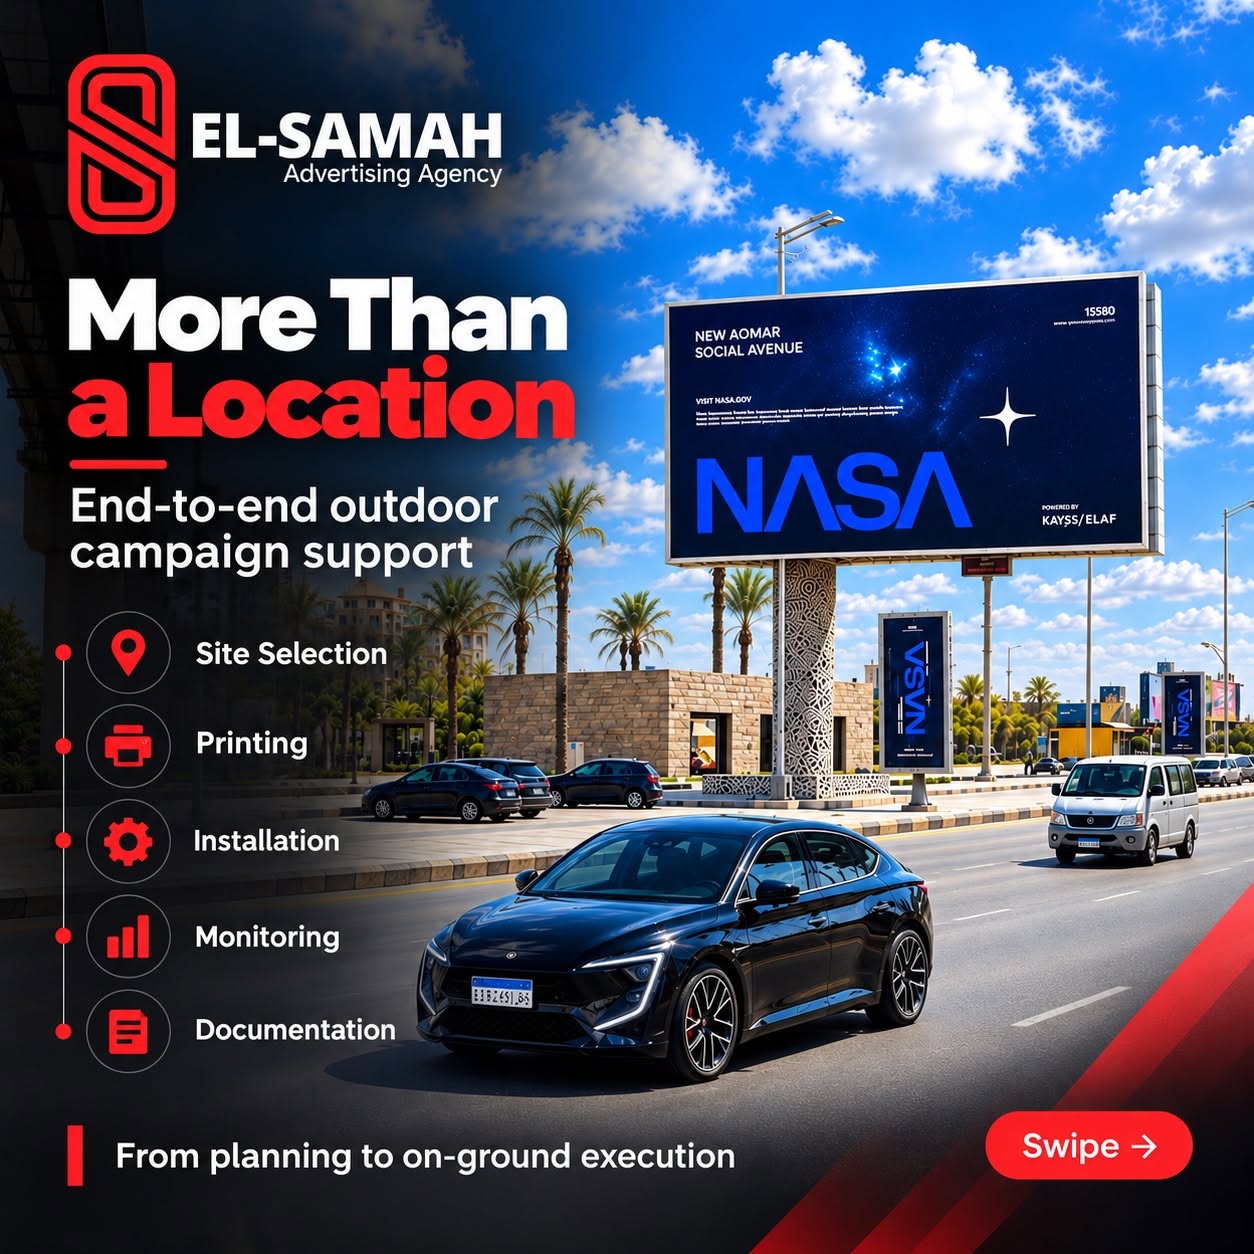 EL-SAMAH
Advertising Agency
More Than
a Location
End-to-end outdoor
campaign support
Site Selection
Printing
Installation
Monitoring
Documentation
From planning to on-ground execution
Swipe →
NEW AOMAR
SOCIAL AVENUE
15580
VISIT NASA.GOV
NASA
POWERED BY
KAYŞS/ELAF
NASA
NASA